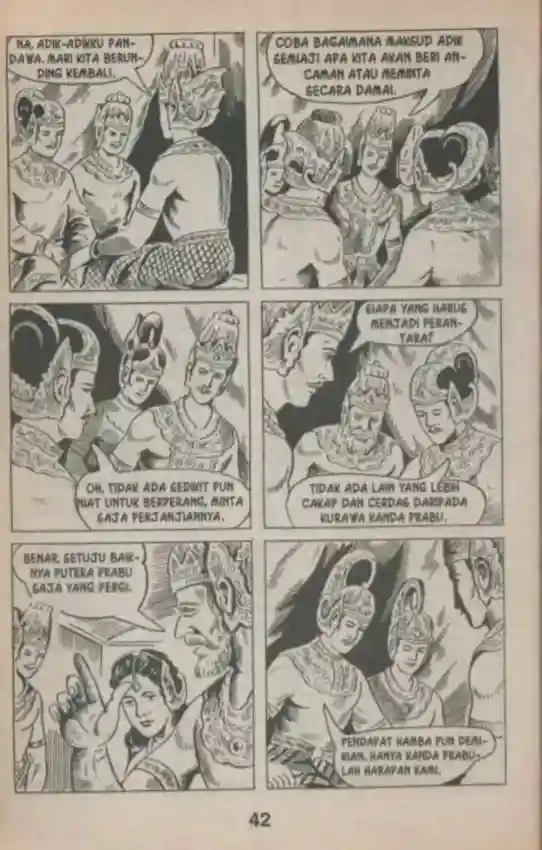 NA, ADIK-ADIKKU PAN-
DAWA. MARI KITA BERUN-
DING KEMBALI.
COBA BAGAIMANA MAKSUD ADIK
SEMIAJI APA KITA AKAN BERI AN-
CAMAN ATAU MEMINTA
SECARA DAMAI.
OH, TIDAK ADA SEDIKIT PUN
NIAT UNTUK BERPERANG, MINTA
SAJA PERJANJIANNYA.
SIAPA YANG HARUS
MENJADI PERAN-
TARA?
TIDAK ADA LAIN YANG LEBIH
CAKAP DAN CERDAS DARIPADA
KURAWA KANDA PRABU.
BENAR, SETUJU BAIK-
NYA PUTERA PRABU
SAJA YANG PERGI.
PENDAPAT HAMBA PUN DEMI-
KIAN. HANYA KANDA PRABU-
LAH HARAPAN KAMI.
42